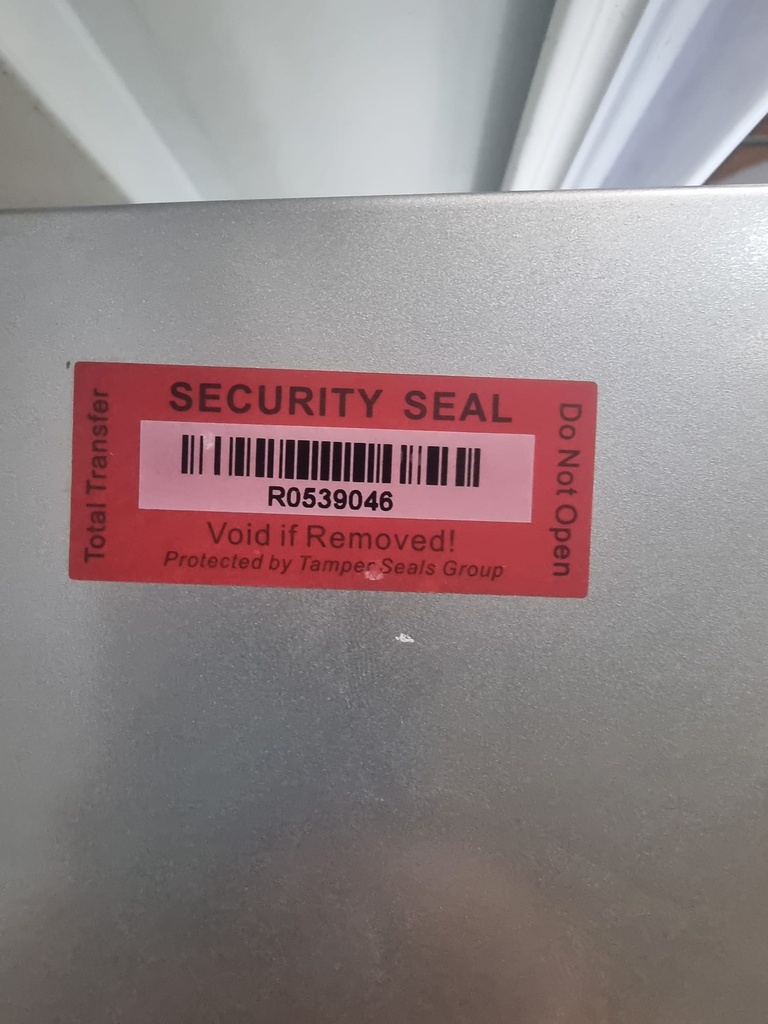 SECURITY SEAL
Total Transfer
R0539046
Do Not Open
Void if Removed!
Protected by Tamper Seals Group